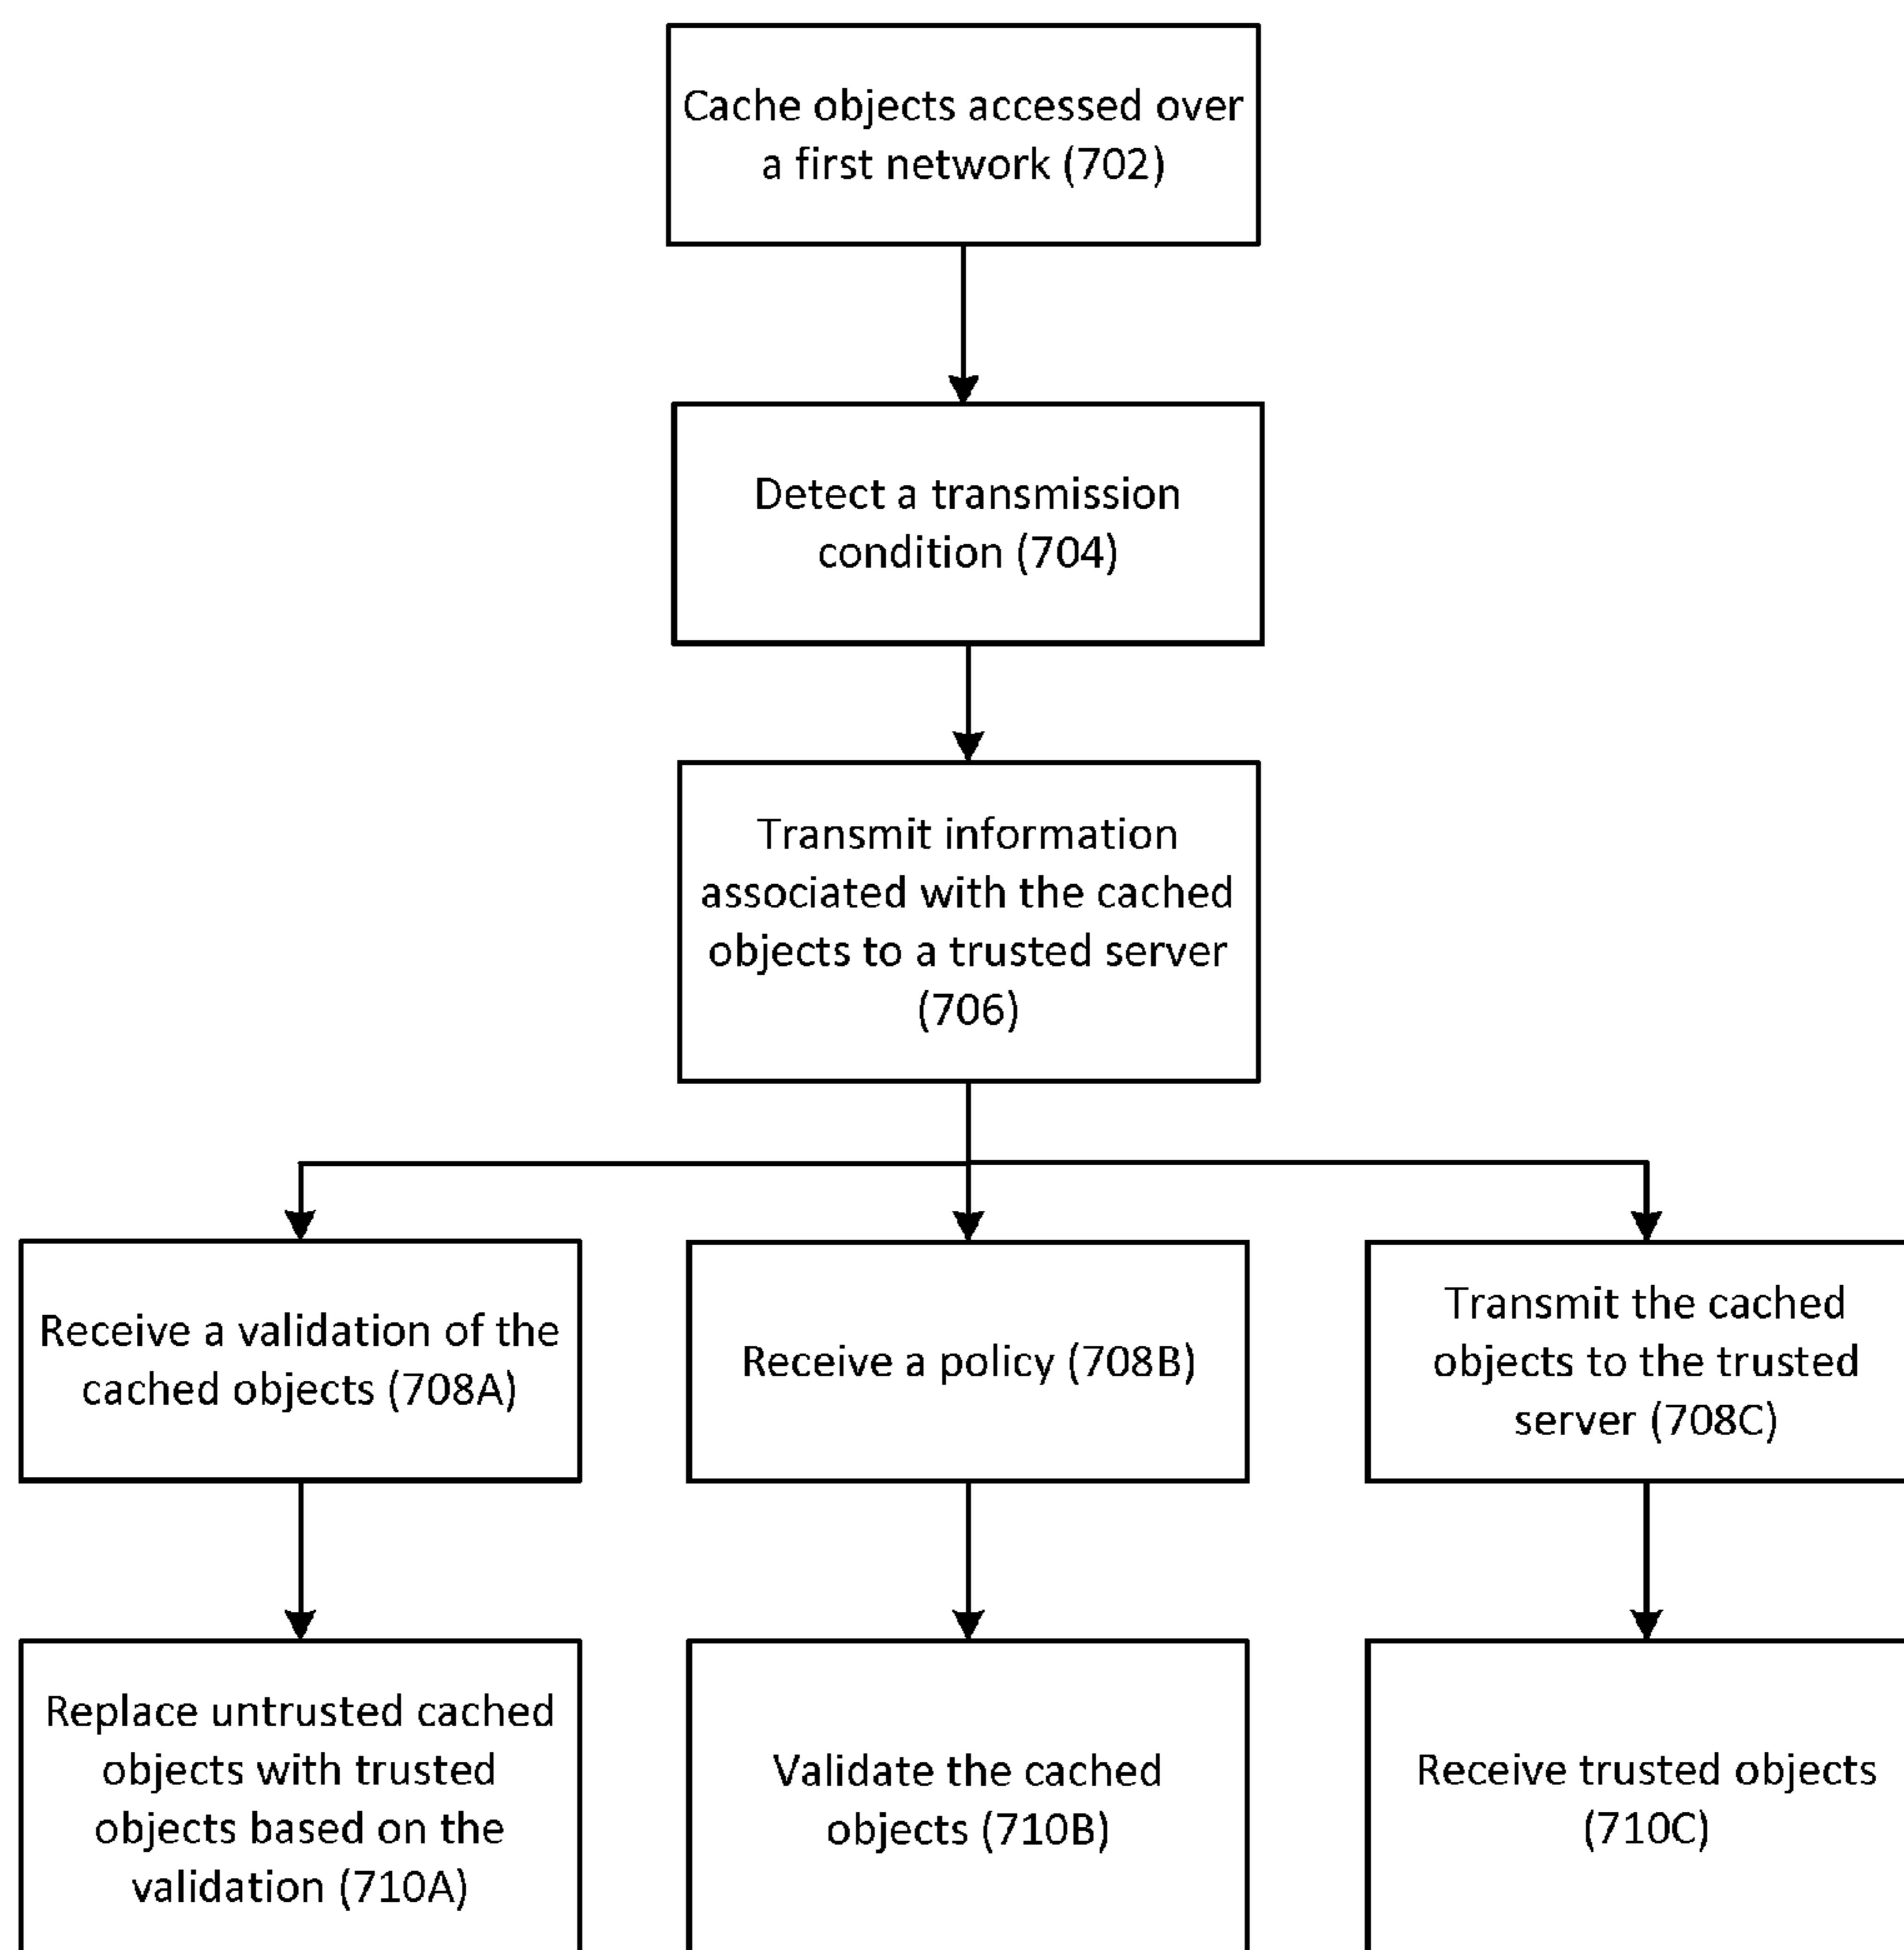 Cache objects accessed over
a first network (702)
Detect a transmission
condition (704)
Transmit information
associated with the cached
objects to a trusted server
(706)
Receive a validation of the
cached objects (708A)
Receive a policy (708B)
Transmit the cached
objects to the trusted
server (708C)
Replace untrusted cached
objects with trusted
objects based on the
validation (710A)
Validate the cached
objects (710B)
Receive trusted objects
(710C)